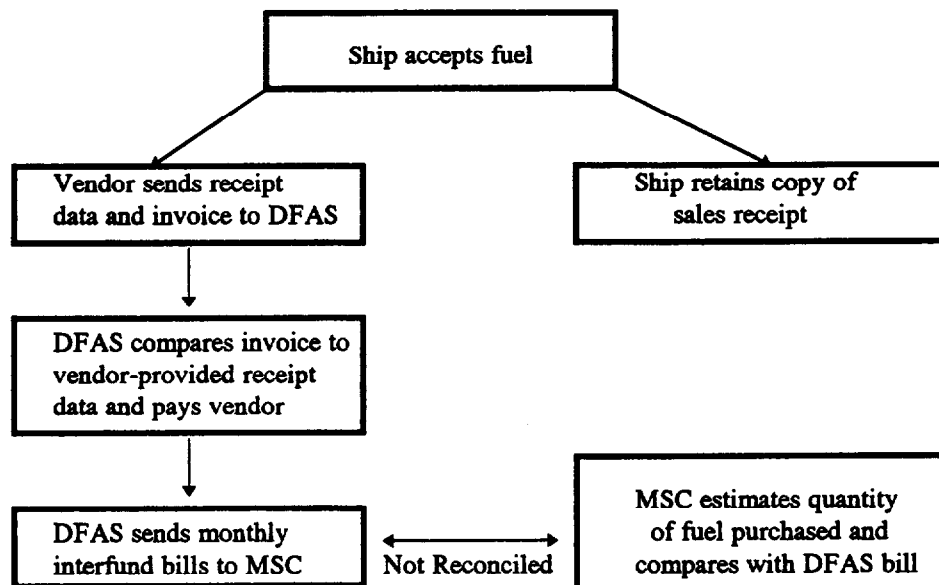 Ship accepts fuel
Vendor sends receipt
data and invoice to DFAS
Ship retains copy of
sales receipt
DFAS compares invoice to
vendor-provided receipt
data and pays vendor
DFAS sends monthly
interfund bills to MSC
Not Reconciled
MSC estimates quantity
of fuel purchased and
compares with DFAS bill